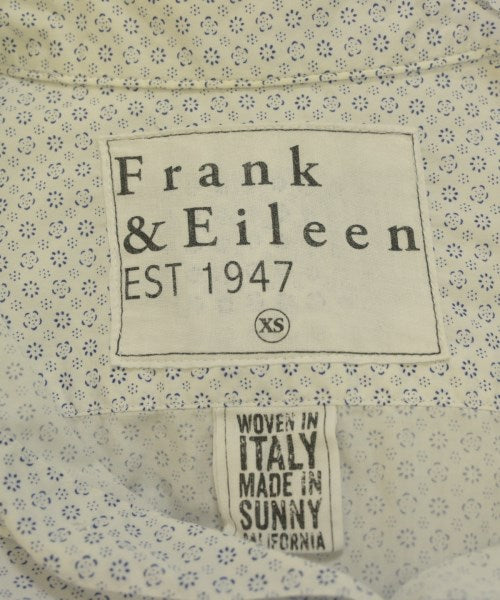 Frank
& Eileen
EST 1947
XS
WOVEN IN
ITALY
MADE IN
SUNNY
CALIFORNIA